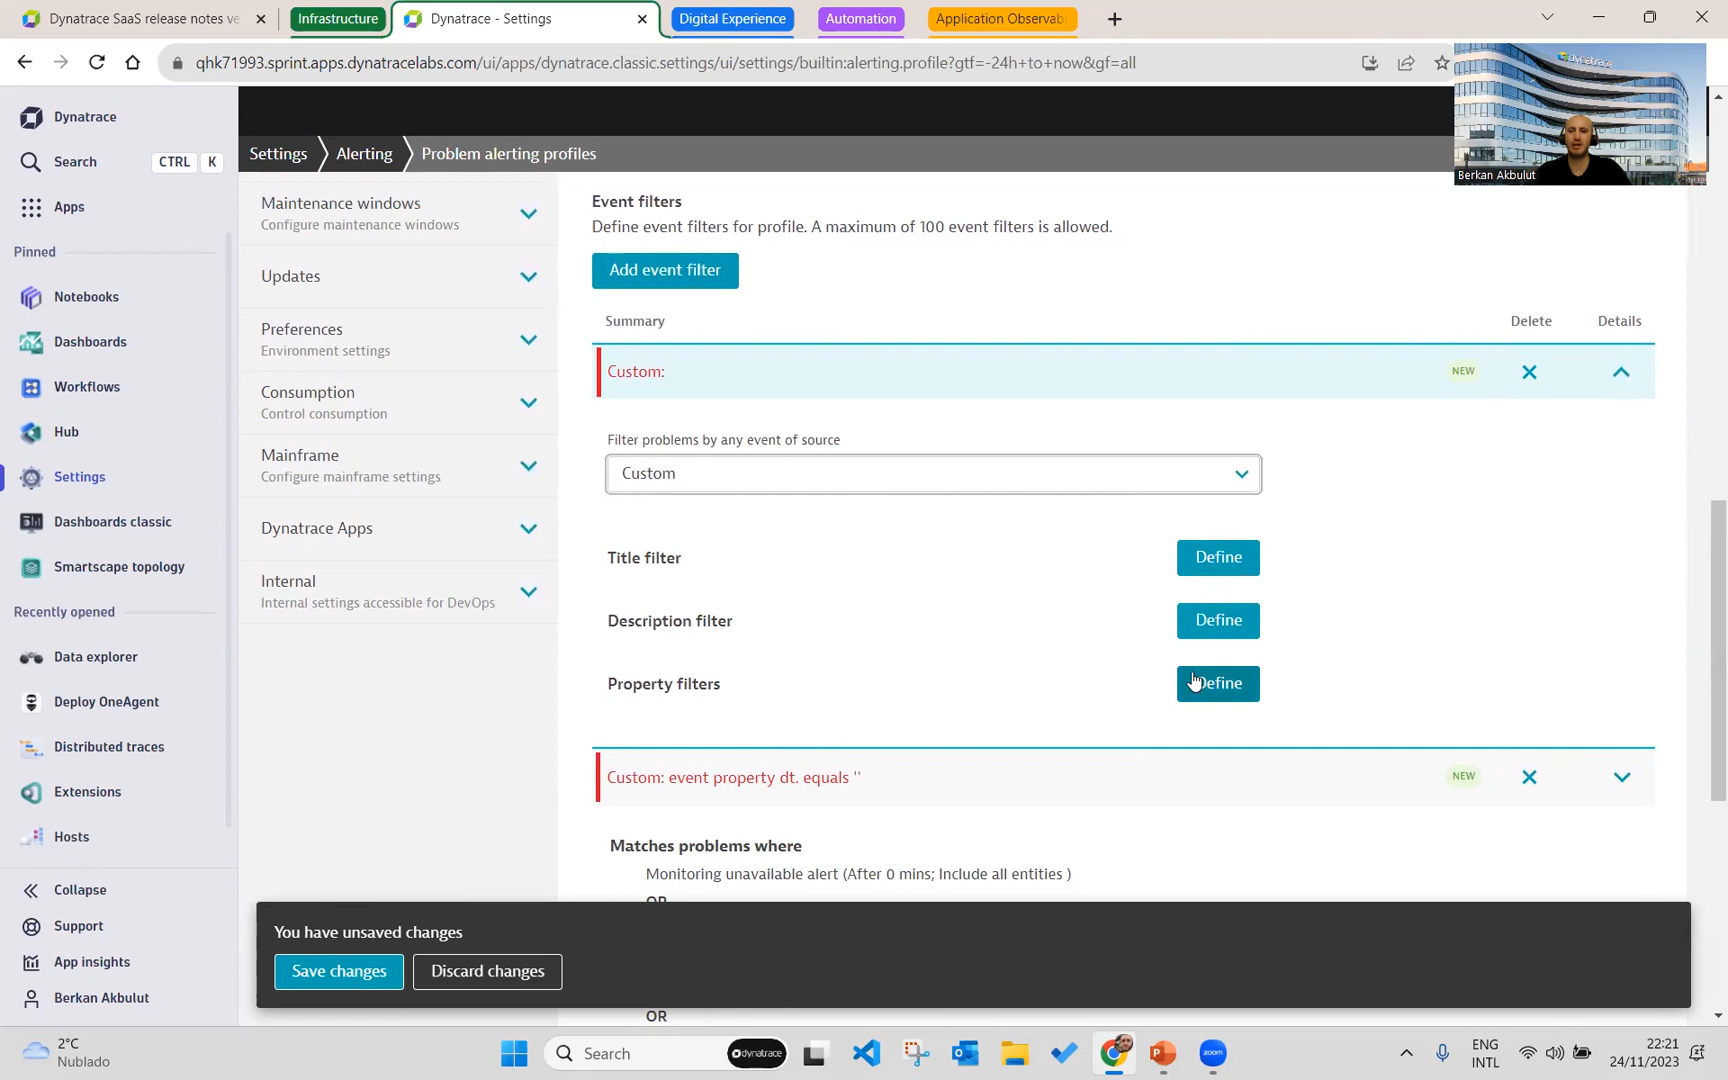 Dynatrace SaaS release notes ve
Infrastructure
Dynatrace - Settings
Digital Experience
Automation
Application Observab
qhk71993.sprint.apps.dynatracelabs.com/ui/apps/dynatrace.classic.settings/ui/settings/builtin:alerting.profile?gtf=-24h+to+now&gf=all
dynatrace
Berkan Akbulut
Dynatrace
Search
CTRL K
Apps
Pinned
Notebooks
Dashboards
Workflows
Hub
Settings
Dashboards classic
Smartscape topology
Recently opened
Data explorer
Deploy OneAgent
Distributed traces
Extensions
Hosts
Collapse
Support
App insights
Berkan Akbulut
Settings
Alerting
Problem alerting profiles
Maintenance windows
Configure maintenance windows
Updates
Preferences
Environment settings
Consumption
Control consumption
Mainframe
Configure mainframe settings
Dynatrace Apps
Internal
Internal settings accessible for DevOps
Event filters
Define event filters for profile. A maximum of 100 event filters is allowed.
Add event filter
Summary
Delete
Details
Custom:
NEW
Filter problems by any event of source
Custom
Title filter
Define
Description filter
Define
Property filters
Define
Custom: event property dt. equals ''
NEW
Matches problems where
Monitoring unavailable alert (After 0 mins; Include all entities )
OR
You have unsaved changes
Save changes
Discard changes
OR
2°C
Nublado
Search
dynatrace
zoom
ENG
INTL
22:21
24/11/2023